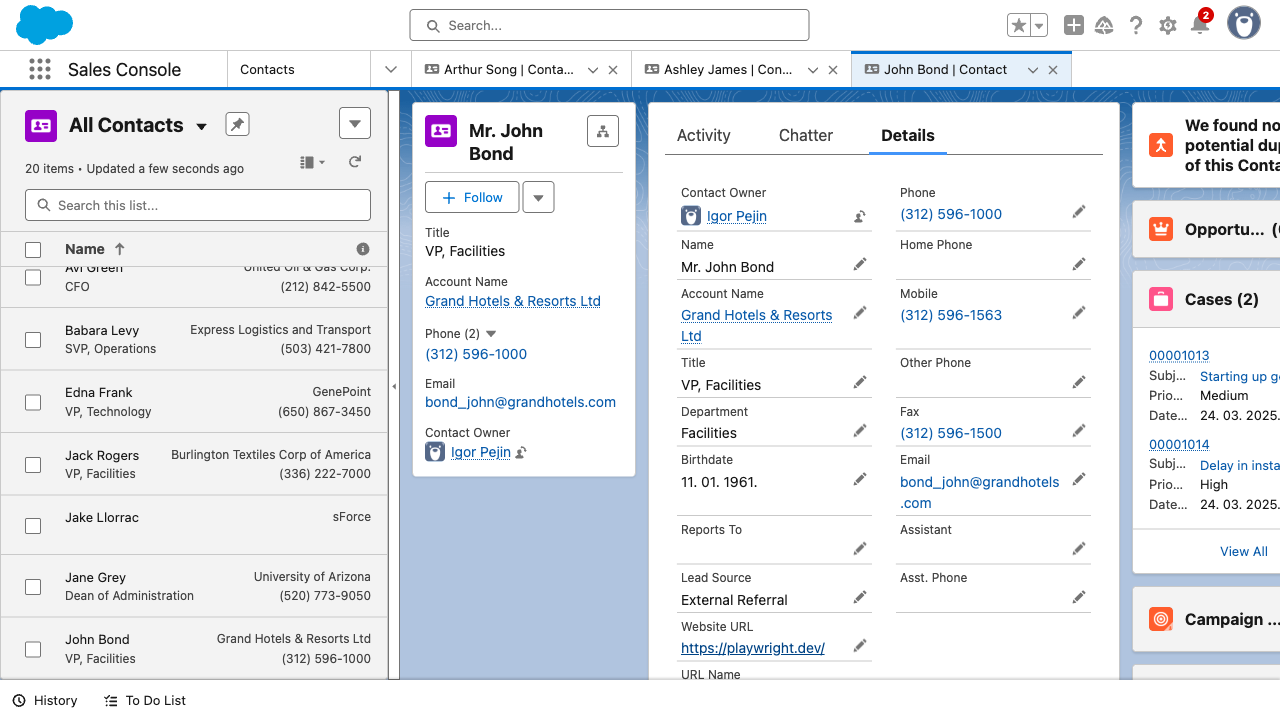 Search...
2
Sales Console
Contacts
Arthur Song | Conta...
Ashley James | Con...
John Bond | Contact
All Contacts
20 items • Updated a few seconds ago
Search this list...
Name
Avi Green
United Oil & Gas Corp.
CFO
(212) 842-5500
Babara Levy
Express Logistics and Transport
SVP, Operations
(503) 421-7800
Edna Frank
GenePoint
VP, Technology
(650) 867-3450
Jack Rogers
Burlington Textiles Corp of America
VP, Facilities
(336) 222-7000
Jake Llorrac
sForce
Jane Grey
University of Arizona
Dean of Administration
(520) 773-9050
John Bond
Grand Hotels & Resorts Ltd
VP, Facilities
(312) 596-1000
Mr. John
Bond
Follow
Title
VP, Facilities
Account Name
Grand Hotels & Resorts Ltd
Phone (2)
(312) 596-1000
Email
bond_john@grandhotels.com
Contact Owner
Igor Pejin
Activity
Chatter
Details
Contact Owner
Igor Pejin
Phone
(312) 596-1000
Name
Mr. John Bond
Home Phone
Account Name
Grand Hotels & Resorts
Ltd
Mobile
(312) 596-1563
Title
VP, Facilities
Other Phone
Department
Facilities
Fax
(312) 596-1500
Birthdate
11. 01. 1961.
Email
bond_john@grandhotels
.com
Reports To
Assistant
Lead Source
External Referral
Asst. Phone
Website URL
https://playwright.dev/
URL Name
We found no
potential dup
of this Conta
Opportu...
Cases (2)
00001013
Subj...
Starting up ge
Prio...
Medium
Date...
24. 03. 2025.
00001014
Subj...
Delay in insta
Prio...
High
Date...
24. 03. 2025.
View All
Campaign ...
History
To Do List